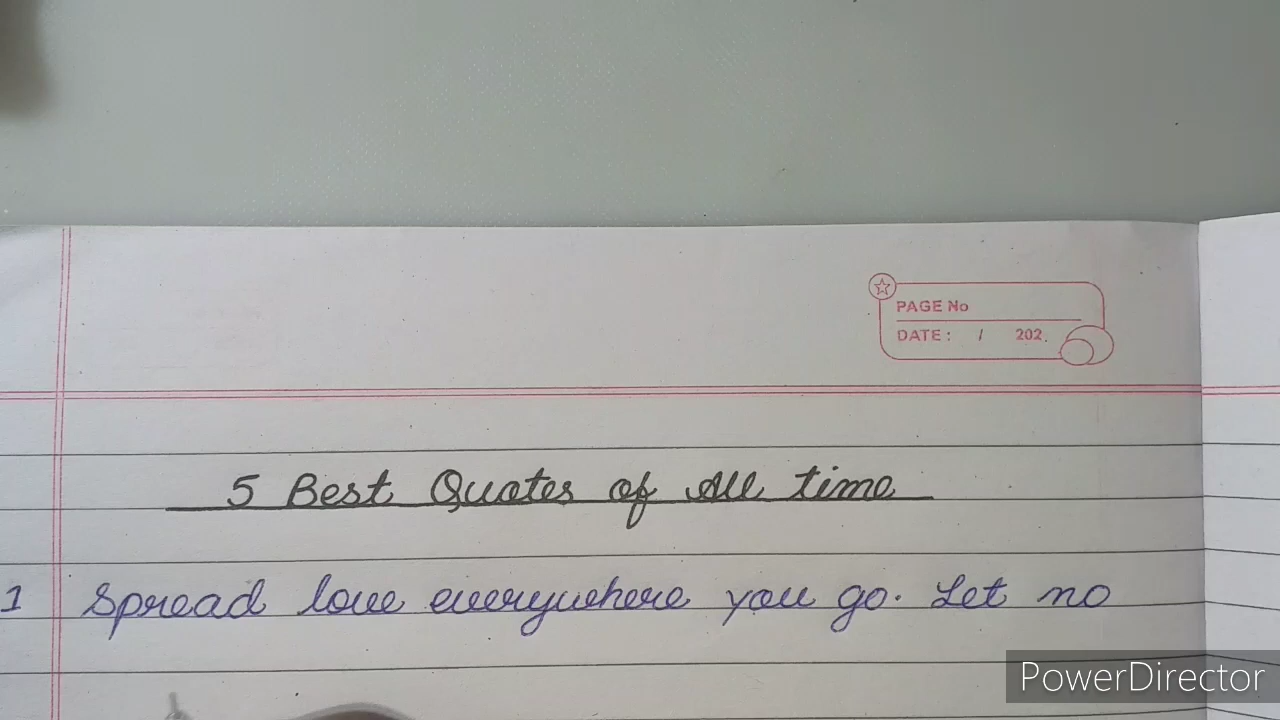 PAGE No
DATE : / 202.
5 Best Quotes of All time
1 Spread love everywhere you go. Let no
PowerDirector